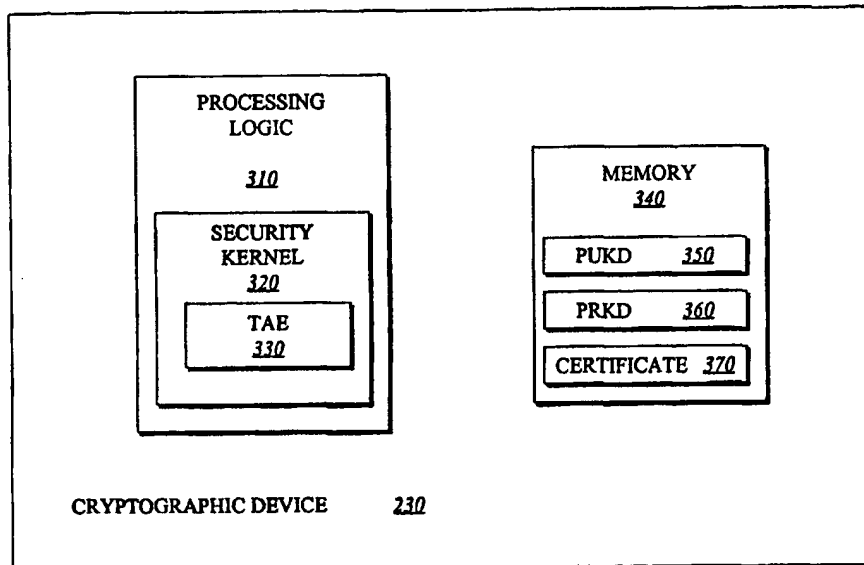 PROCESSING
LOGIC
310
SECURITY
KERNEL
320
TAE
330
MEMORY
340
PUKD 350
PRKD 360
CERTIFICATE 370
CRYPTOGRAPHIC DEVICE 230